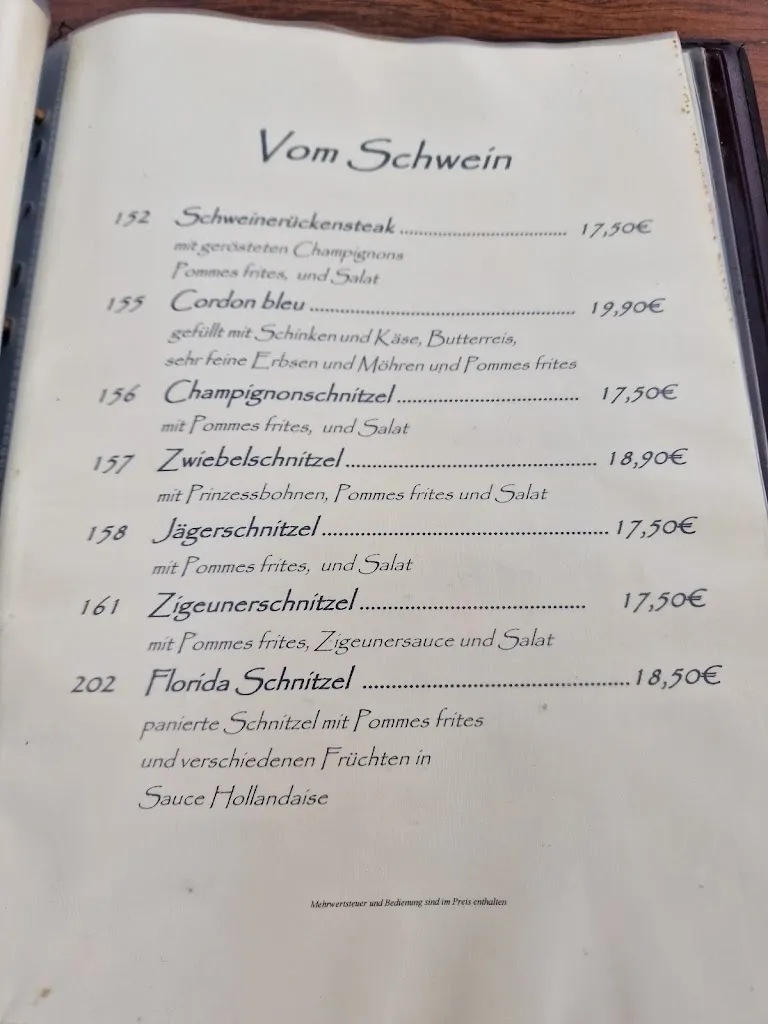 Vom Schwein
152 Schweinerückensteak 17,50€
mit gerösteten Champignons
Pommes frites, und Salat
155 Cordon bleu 19,90€
gefüllt mit Schinken und Käse, Butterreis,
sehr feine Erbsen und Möhren und Pommes frites
156 Champignonschnitzel 17,50€
mit Pommes frites, und Salat
157 Zwiebelschnitzel 18,90€
mit Prinzessbohnen, Pommes frites und Salat
158 Jägerschnitzel 17,50€
mit Pommes frites, und Salat
161 Zigeunerschnitzel 17,50€
mit Pommes frites, Zigeunersauce und Salat
202 Florida Schnitzel 18,50€
panierte Schnitzel mit Pommes frites
und verschiedenen Früchten in
Sauce Hollandaise
Mehrwertsteuer und Bedienung sind im Preis enthalten